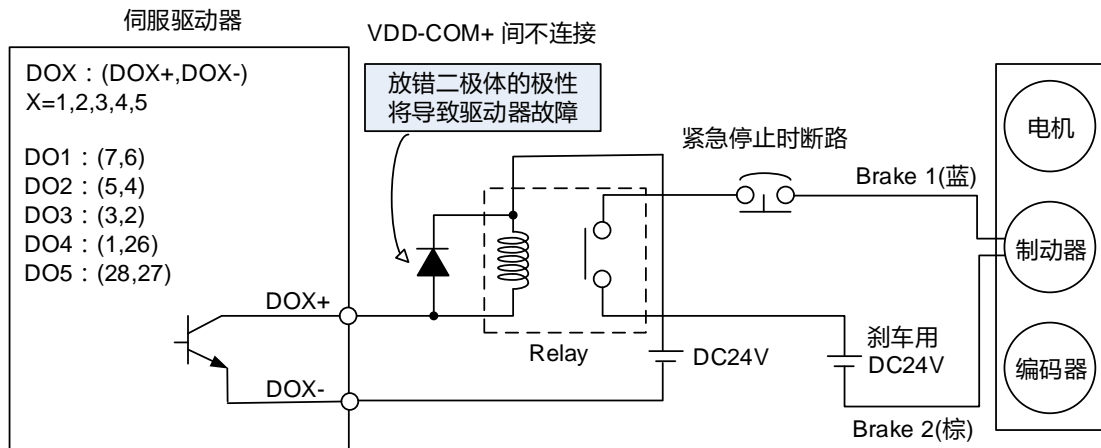 伺服驱动器
VDD-COM+ 间不连接
DOX：(DOX+,DOX-)
X=1,2,3,4,5
放错二极体的极性
将导致驱动器故障
DO1：(7,6)
DO2：(5,4)
DO3：(3,2)
DO4：(1,26)
DO5：(28,27)
DOX+
DOX-
Relay
DC24V
紧急停止时断路
Brake 1(蓝)
刹车用
DC24V
Brake 2(棕)
电机
制动器
编码器